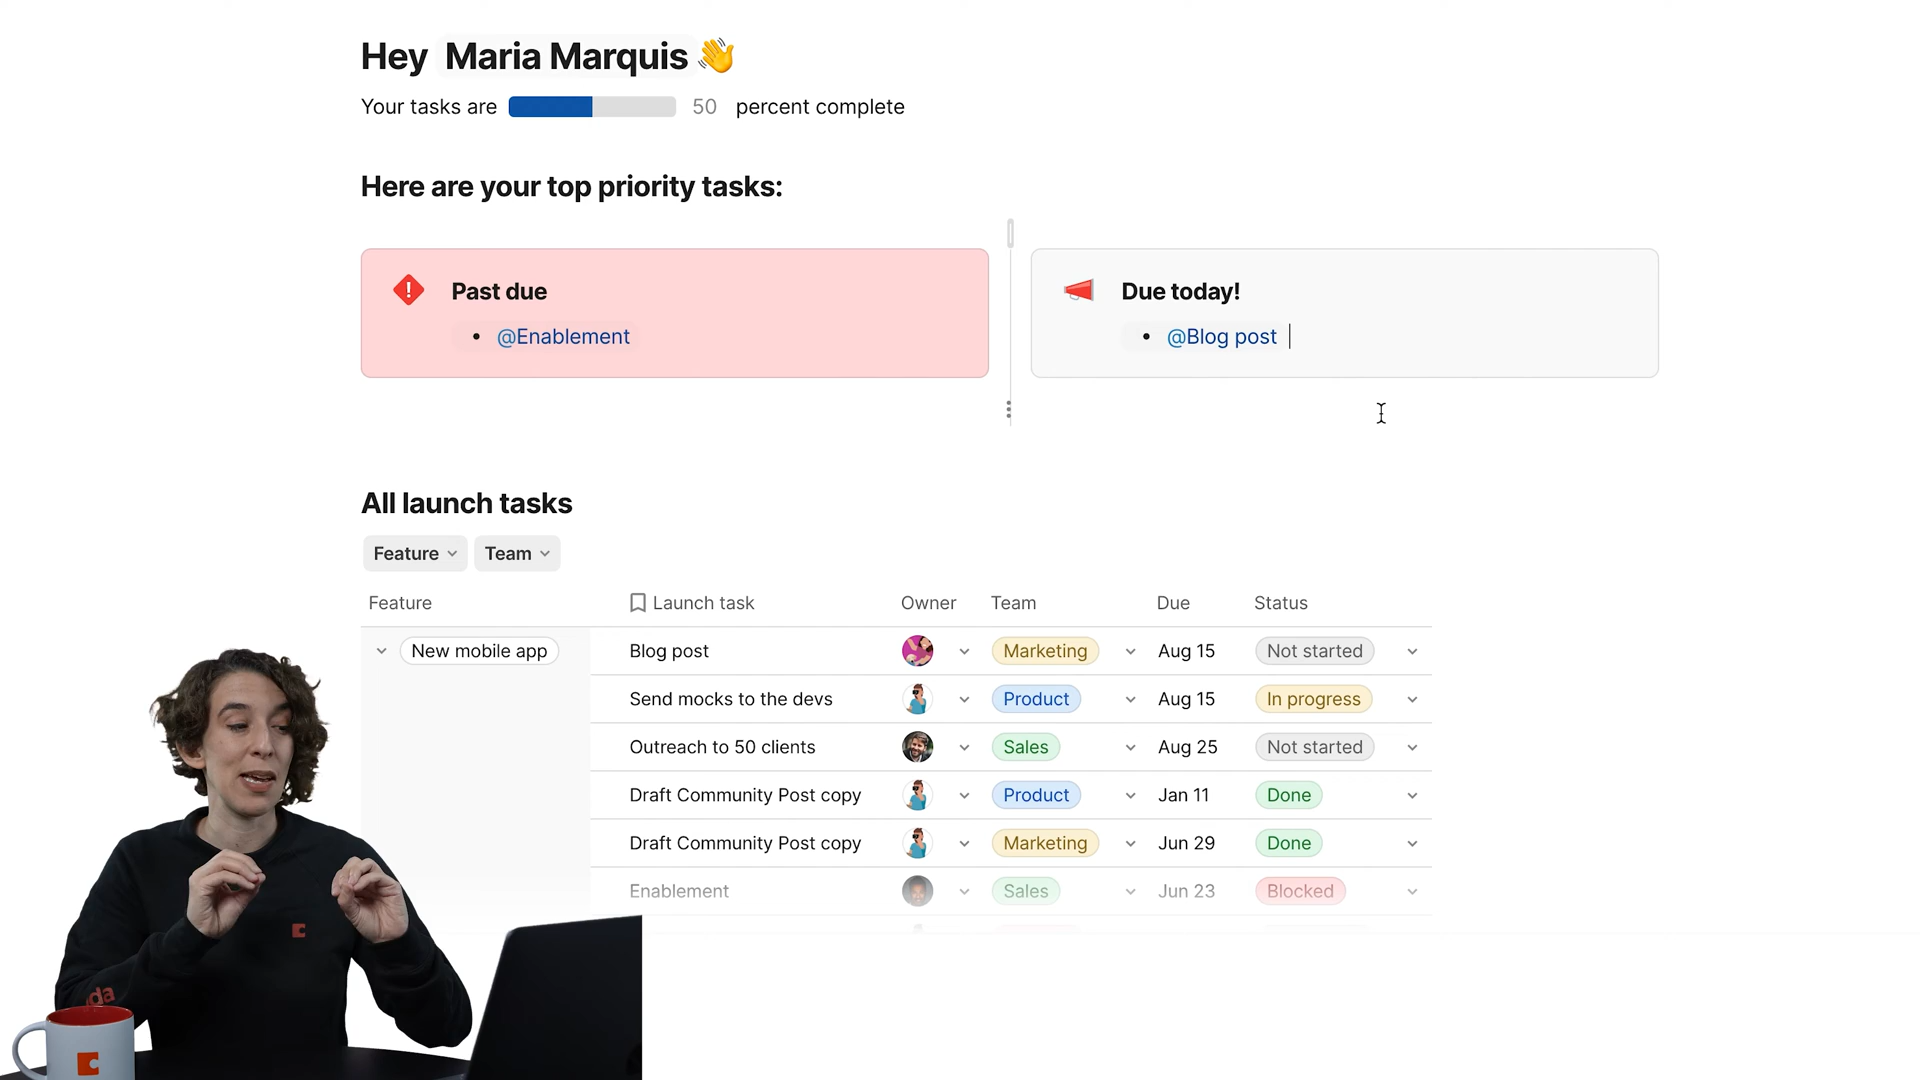 Hey Maria Marquis 👋
Your tasks are 50 percent complete
Here are your top priority tasks:
Past due
• @Enablement
Due today!
• @Blog post
All launch tasks
Feature Team
Feature Launch task Owner Team Due Status
New mobile app Blog post Marketing Aug 15 Not started
Send mocks to the devs Product Aug 15 In progress
Outreach to 50 clients Sales Aug 25 Not started
Draft Community Post copy Product Jan 11 Done
Draft Community Post copy Marketing Jun 29 Done
Enablement Sales Jun 23 Blocked
da